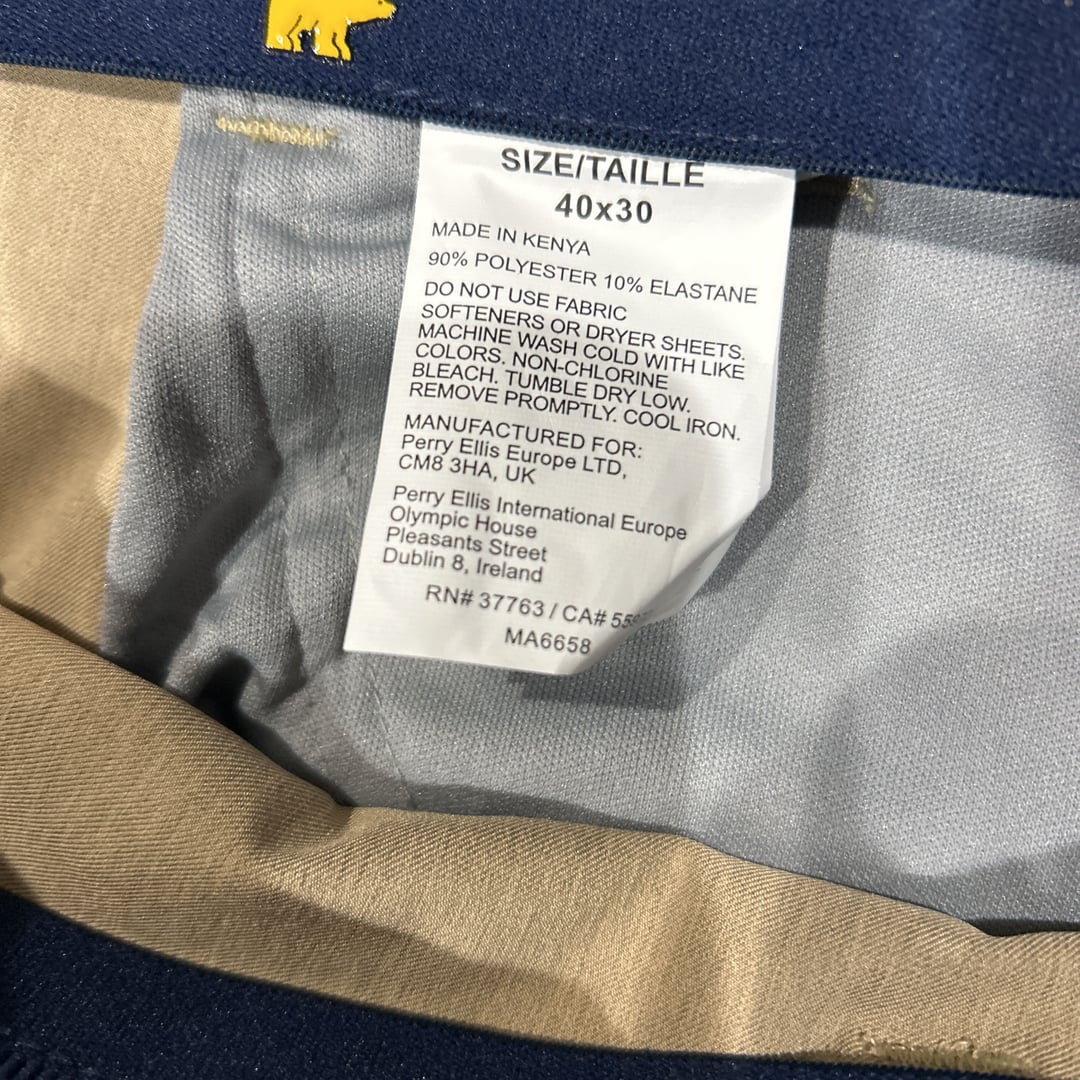 SIZE/TAILLE
40x30
MADE IN KENYA
90% POLYESTER 10% ELASTANE
DO NOT USE FABRIC
SOFTENERS OR DRYER SHEETS.
MACHINE WASH COLD WITH LIKE
COLORS. NON-CHLORINE
BLEACH. TUMBLE DRY LOW.
REMOVE PROMPTLY. COOL IRON.
MANUFACTURED FOR:
Perry Ellis Europe LTD,
CM8 3HA, UK
Perry Ellis International Europe
Olympic House
Pleasants Street
Dublin 8, Ireland
RN# 37763 / CA#
MA6658